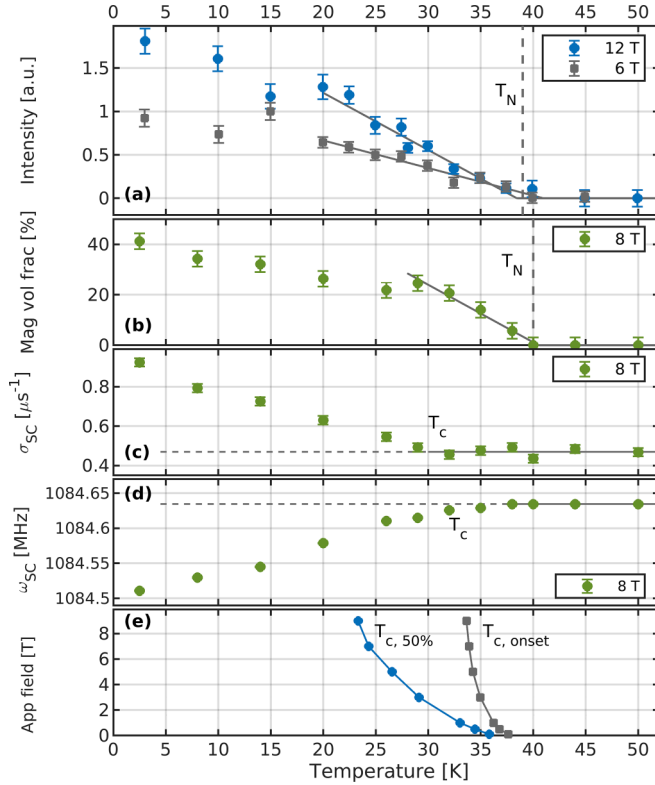 1.5
1
0.5
0
Intensity [a.u.]
(a)
T_N
12 T
6 T
40
20
0
Mag vol frac [%]
(b)
T_N
8 T
0.8
0.6
0.4
σ_SC [μs⁻¹]
(c)
T_c
8 T
(d)
1084.65
1084.6
1084.55
1084.5
ω_SC [MHz]
T_c
8 T
0 5 10 15 20 25 30 35 40 45 50
(e)
8
6
4
2
0
App field [T]
T_c, 50%
T_c, onset
0 5 10 15 20 25 30 35 40 45 50
Temperature [K]